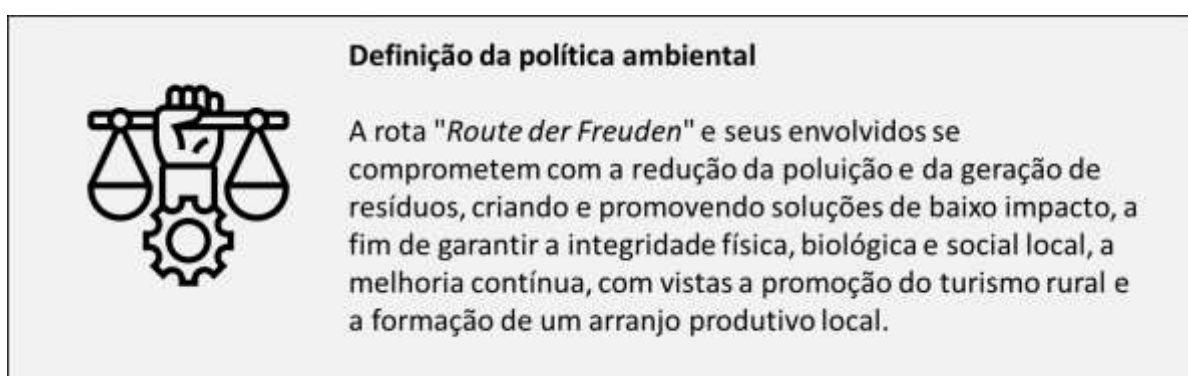 Definição da política ambiental
A rota "Route der Freuden" e seus envolvidos se
comprometem com a redução da poluição e da geração de
resíduos, criando e promovendo soluções de baixo impacto, a
fim de garantir a integridade física, biológica e social local, a
melhoria contínua, com vistas a promoção do turismo rural e
a formação de um arranjo produtivo local.